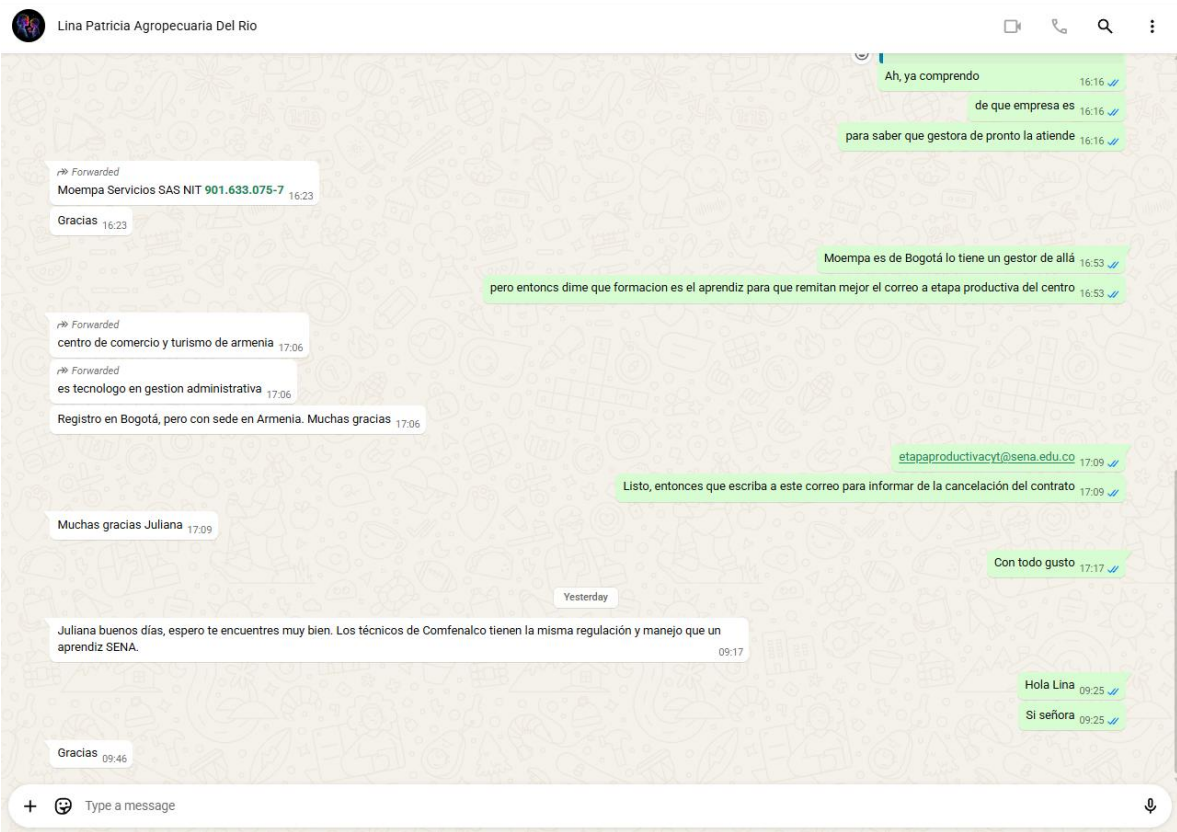 Lina Patricia Agropecuaria Del Rio
Ah, ya comprendo 16:16
de que empresa es 16:16
para saber que gestora de pronto la atiende 16:16
Forwarded
Moempa Servicios SAS NIT 901.633.075-7 16:23
Gracias 16:23
Moempa es de Bogotá lo tiene un gestor de allá 16:53
pero entoncs dime que formacion es el aprendiz para que remitan mejor el correo a etapa productiva del centro 16:53
Forwarded
centro de comercio y turismo de armenia 17:06
Forwarded
es tecnologo en gestion administrativa 17:06
Registro en Bogotá, pero con sede en Armenia. Muchas gracias 17:06
etapaproductivacyt@sena.edu.co 17:09
Listo, entonces que escriba a este correo para informar de la cancelación del contrato 17:09
Muchas gracias Juliana 17:09
Con todo gusto 17:17
Yesterday
Juliana buenos días, espero te encuentres muy bien. Los técnicos de Comfenalco tienen la misma regulación y manejo que un
aprendiz SENA. 09:17
Hola Lina 09:25
Si señora 09:25
Gracias 09:46
Type a message